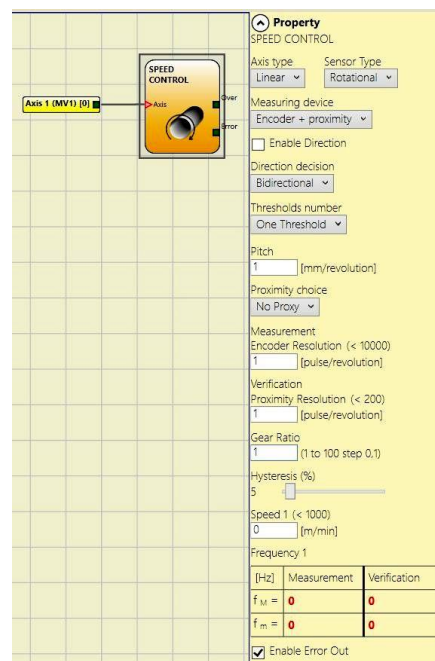 Property
SPEED CONTROL
Axis type Sensor Type
Linear Rotational
Measuring device
Encoder + proximity
Enable Direction
Direction decision
Bidirectional
Thresholds number
One Threshold
Pitch
1 [mm/revolution]
Proximity choice
No Proxy
Measurement
Encoder Resolution (< 10000)
1 [pulse/revolution]
Verification
Proximity Resolution (< 200)
1 [pulse/revolution]
Gear Ratio
1 (1 to 100 step 0,1)
Hysteresis (%)
5
Speed 1 (< 1000)
0 [m/min]
Frequency 1
[Hz] Measurement Verification
f M = 0 0
f m = 0 0
Enable Error Out
SPEED
CONTROL
Axis 1 (MV1) [0]
Axis
Over
Error